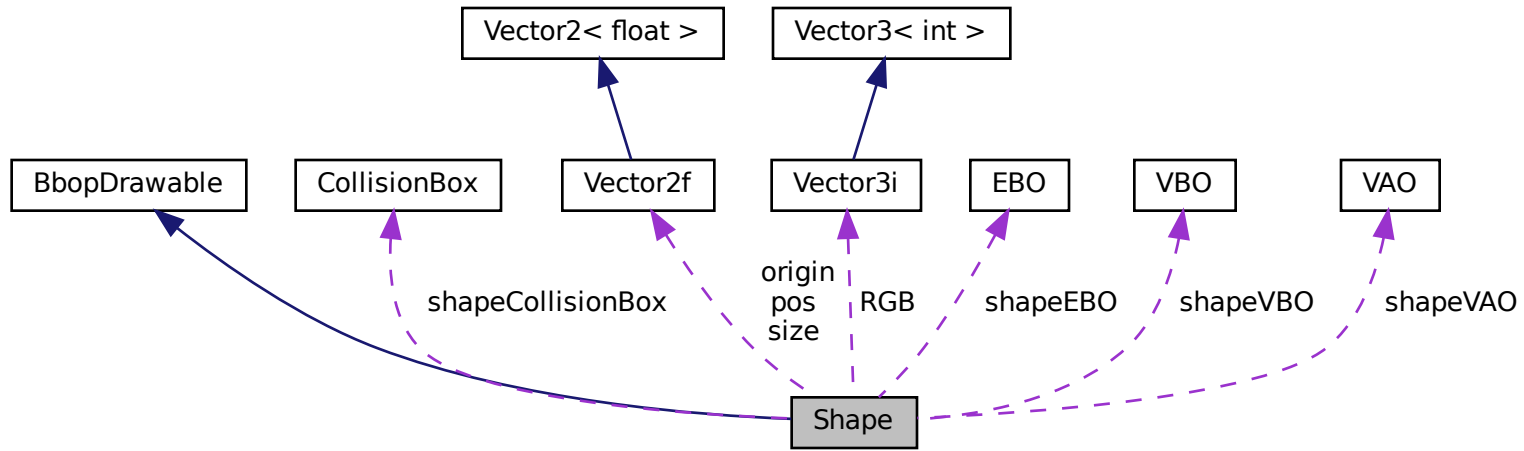 Vector2< float >
Vector3< int >
BbopDrawable
CollisionBox
Vector2f
Vector3i
EBO
VBO
VAO
shapeCollisionBox
origin
pos
size
RGB
shapeEBO
shapeVBO
shapeVAO
Shape